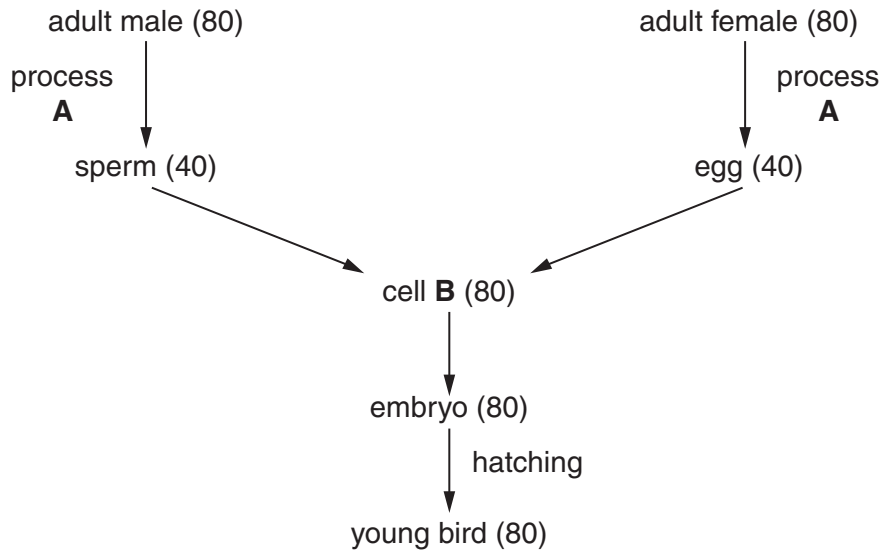 adult male (80)
adult female (80)
process
A
process
A
sperm (40)
egg (40)
cell B (80)
embryo (80)
hatching
young bird (80)